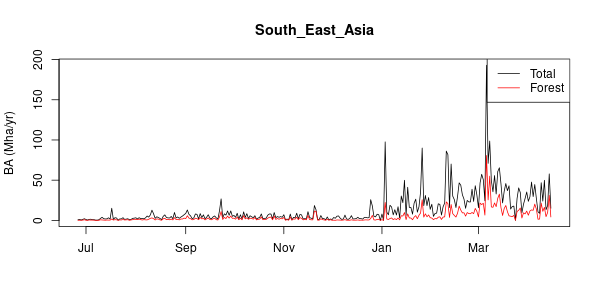 South_East_Asia
BA (Mha/yr)
200
150
100
50
0
Total
Forest
Jul Sep Nov Jan Mar